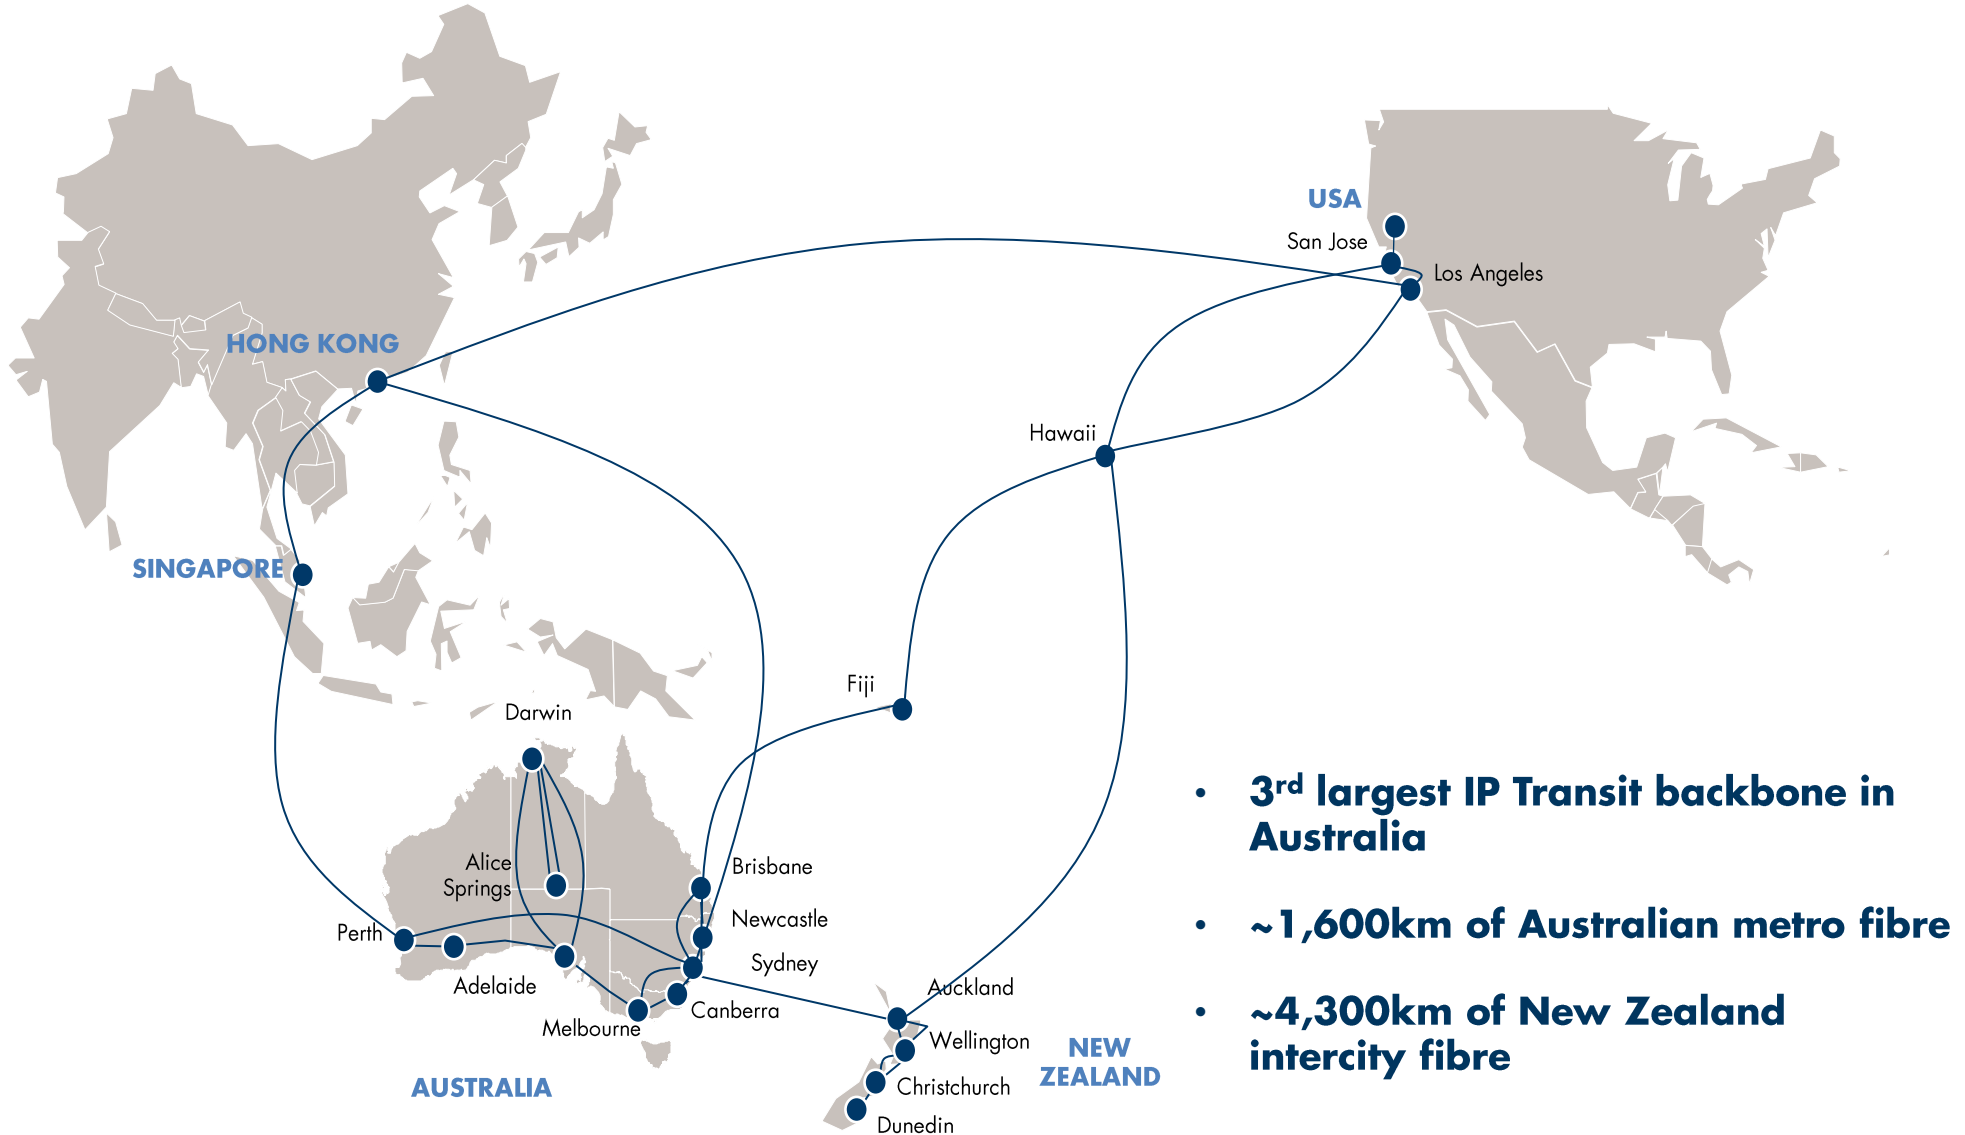 USA
San Jose
Los Angeles
HONG KONG
Hawaii
SINGAPORE
Fiji
Darwin
Alice
Springs
Brisbane
Newcastle
Perth
Sydney
Adelaide
Auckland
Canberra
Melbourne
Wellington
NEW
ZEALAND
AUSTRALIA
Christchurch
Dunedin
• 3rd largest IP Transit backbone in
Australia
• ~1,600km of Australian metro fibre
• ~4,300km of New Zealand
intercity fibre